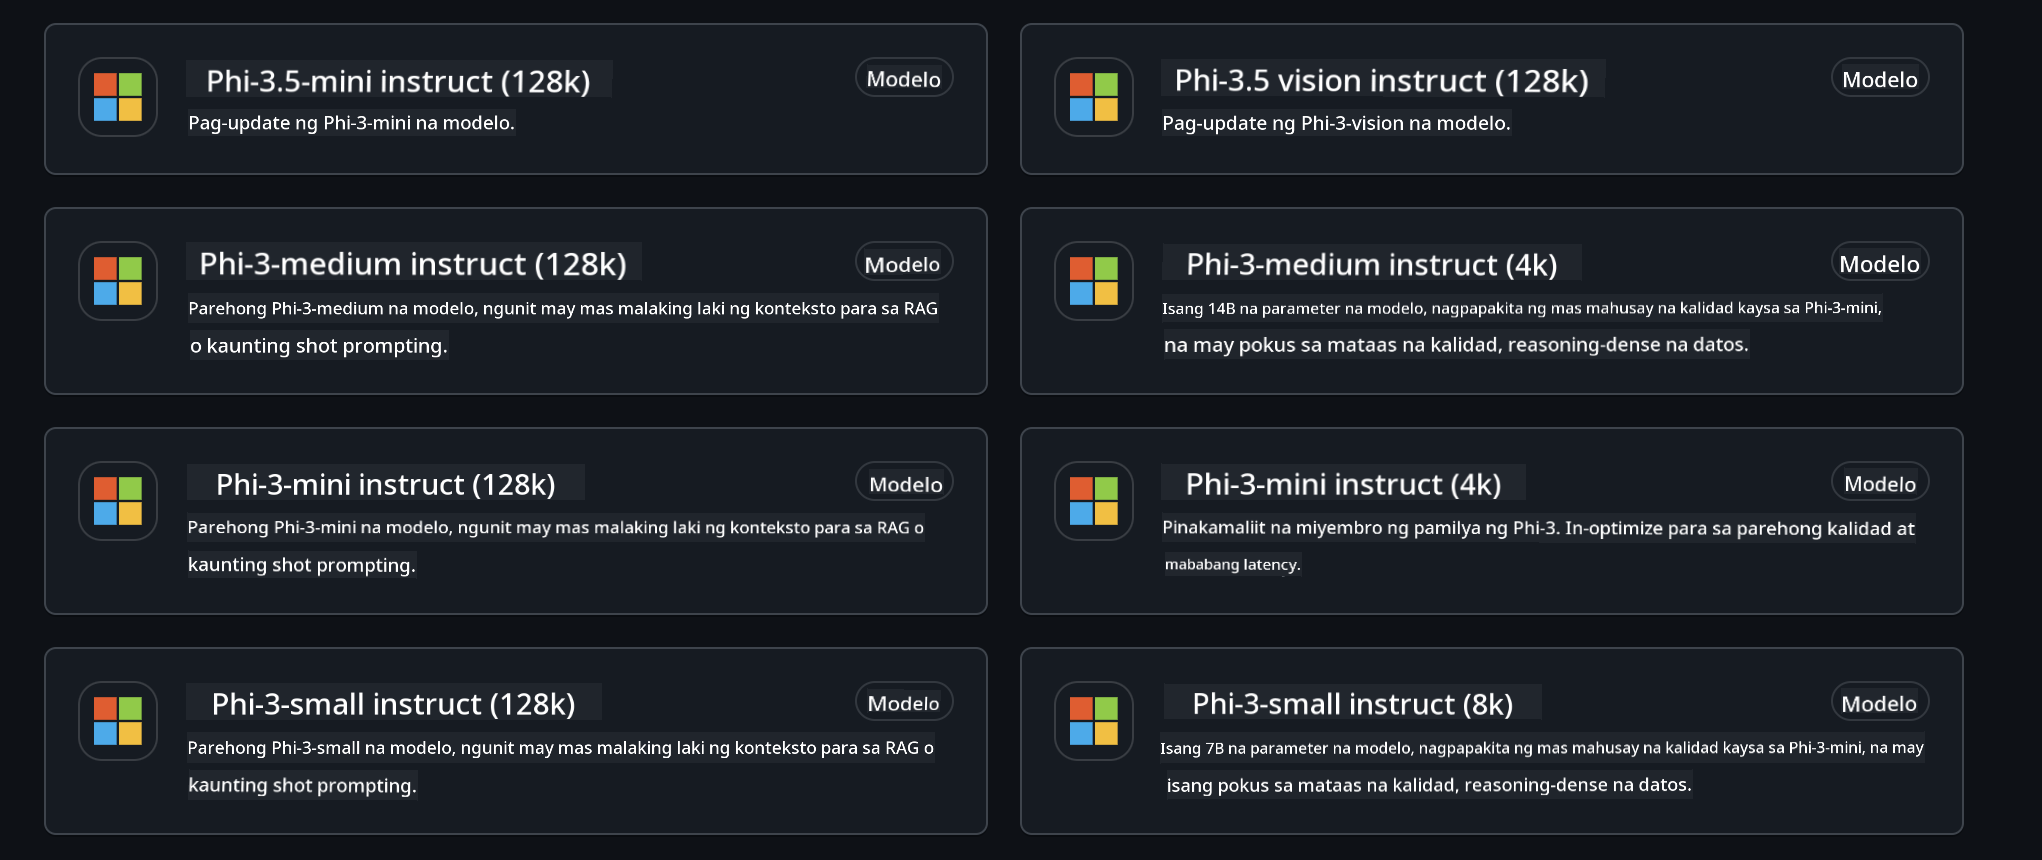 Phi-3.5-mini instruct (128k)
Modelo
Pag-update ng Phi-3-mini na modelo.
Phi-3.5 vision instruct (128k)
Modelo
Pag-update ng Phi-3-vision na modelo.
Phi-3-medium instruct (128k)
Modelo
Parehong Phi-3-medium na modelo, ngunit may mas malaking laki ng konteksto para sa RAG
o kaunting shot prompting.
Phi-3-medium instruct (4k)
Modelo
Isang 14B na parameter na modelo, nagpapakita ng mas mahusay na kalidad kaysa sa Phi-3-mini,
na may pokus sa mataas na kalidad, reasoning-dense na datos.
Phi-3-mini instruct (128k)
Modelo
Parehong Phi-3-mini na modelo, ngunit may mas malaking laki ng konteksto para sa RAG o
kaunting shot prompting.
Phi-3-mini instruct (4k)
Modelo
Pinakamaliit na miyembro ng pamilya ng Phi-3. In-optimize para sa parehong kalidad at
mababang latency.
Phi-3-small instruct (128k)
Modelo
Parehong Phi-3-small na modelo, ngunit may mas malaking laki ng konteksto para sa RAG o
kaunting shot prompting.
Phi-3-small instruct (8k)
Modelo
Isang 7B na parameter na modelo, nagpapakita ng mas mahusay na kalidad kaysa sa Phi-3-mini, na may
isang pokus sa mataas na kalidad, reasoning-dense na datos.